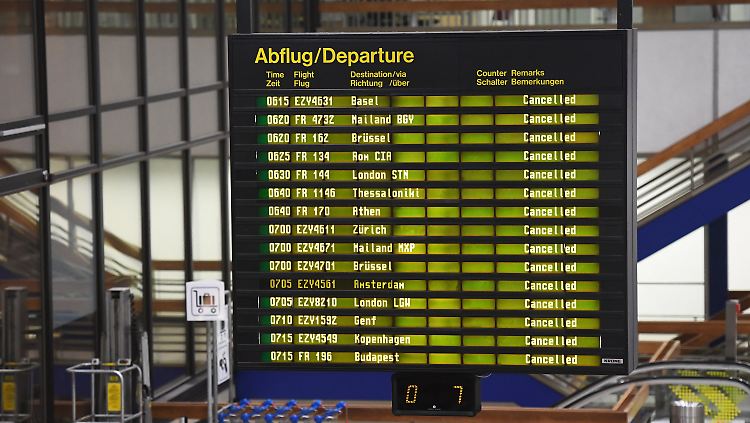 Abflug/Departure
Time Flight Destination/via Counter Remarks
Zeit Flug Richtung /über Schalter Bemerkungen
0615 EZY4631 Basel Cancelled
0620 FR 4732 Mailand BGY Cancelled
0620 FR 162 Brüssel Cancelled
0625 FR 134 Rom CIA Cancelled
0630 FR 144 London STN Cancelled
0640 FR 1146 Thessaloniki Cancelled
0640 FR 170 Athen Cancelled
0700 EZY4611 Zürich Cancelled
0700 EZY4671 Mailand MXP Cancelled
0700 EZY4701 Brüssel Cancelled
0705 EZY4561 Amsterdam Cancelled
0705 EZY8210 London LGW Cancelled
0710 EZY1592 Genf Cancelled
0715 EZY4549 Kopenhagen Cancelled
0715 FR 196 Budapest Cancelled
KRONE
0 7